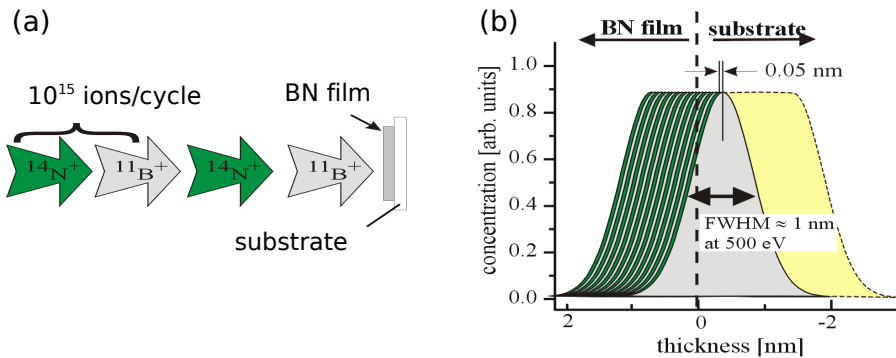 (a)
10¹⁵ ions/cycle
BN film
¹⁴N⁺
¹¹B⁺
¹⁴N⁺
¹¹B⁺
substrate
(b)
BN film
substrate
0.05 nm
concentration [arb. units]
1.0
0.8
0.6
0.4
0.2
0.0
FWHM ≈ 1 nm
at 500 eV
2
0
-2
thickness [nm]